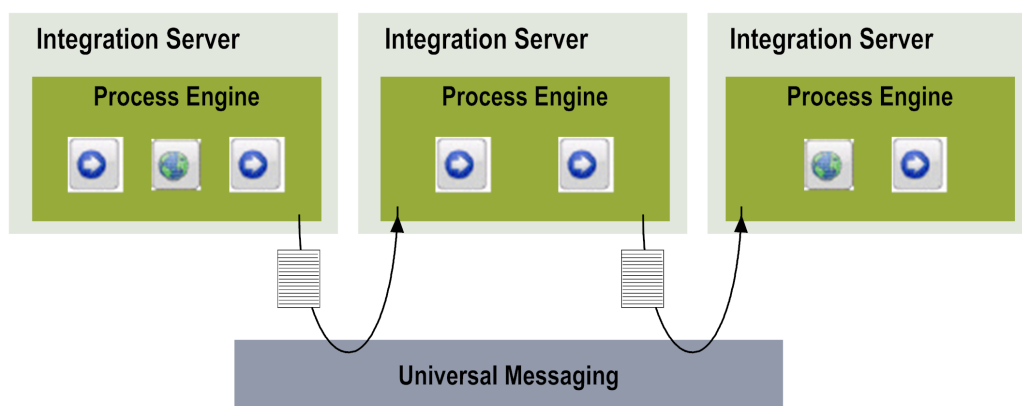 Integration Server
Integration Server
Integration Server
Process Engine
Process Engine
Process Engine
Universal Messaging